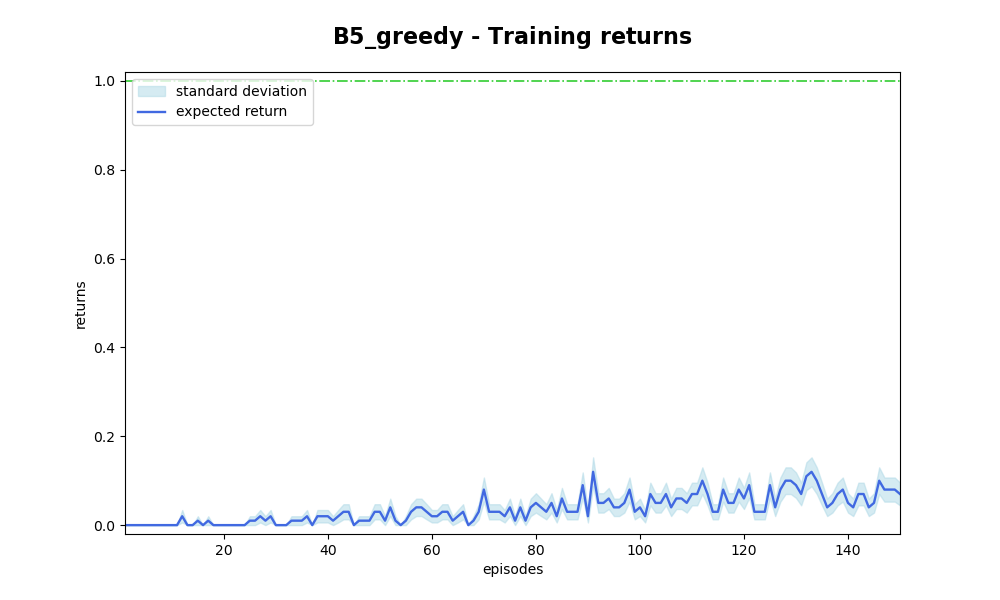 B5_greedy - Training returns
1.0
standard deviation
expected return
0.8
0.6
returns
0.4
0.2
0.0
20 40 60 80 100 120 140
episodes